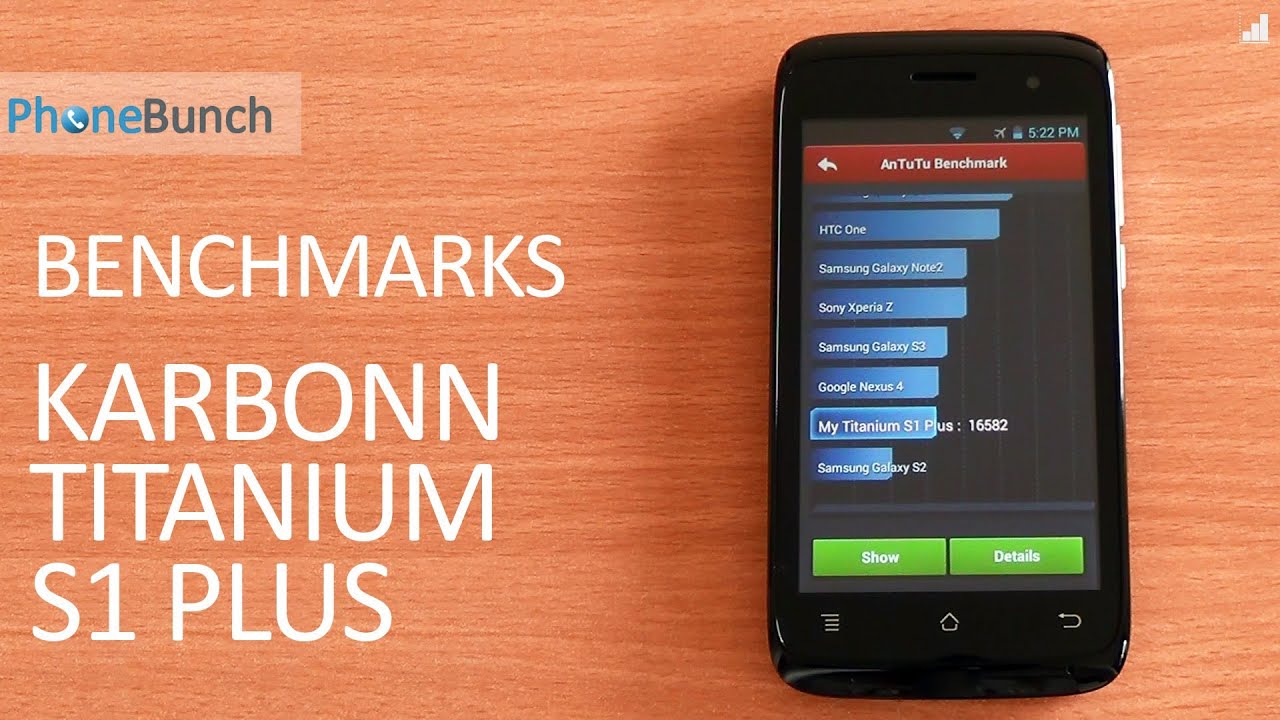 PhoneBunch
BENCHMARKS
KARBONN
TITANIUM
S1 PLUS
5:22 PM
AnTuTu Benchmark
HTC One
Samsung Galaxy Note2
Sony Xperia Z
Samsung Galaxy S3
Google Nexus 4
My Titanium S1 Plus : 16582
Samsung Galaxy S2
Show
Details